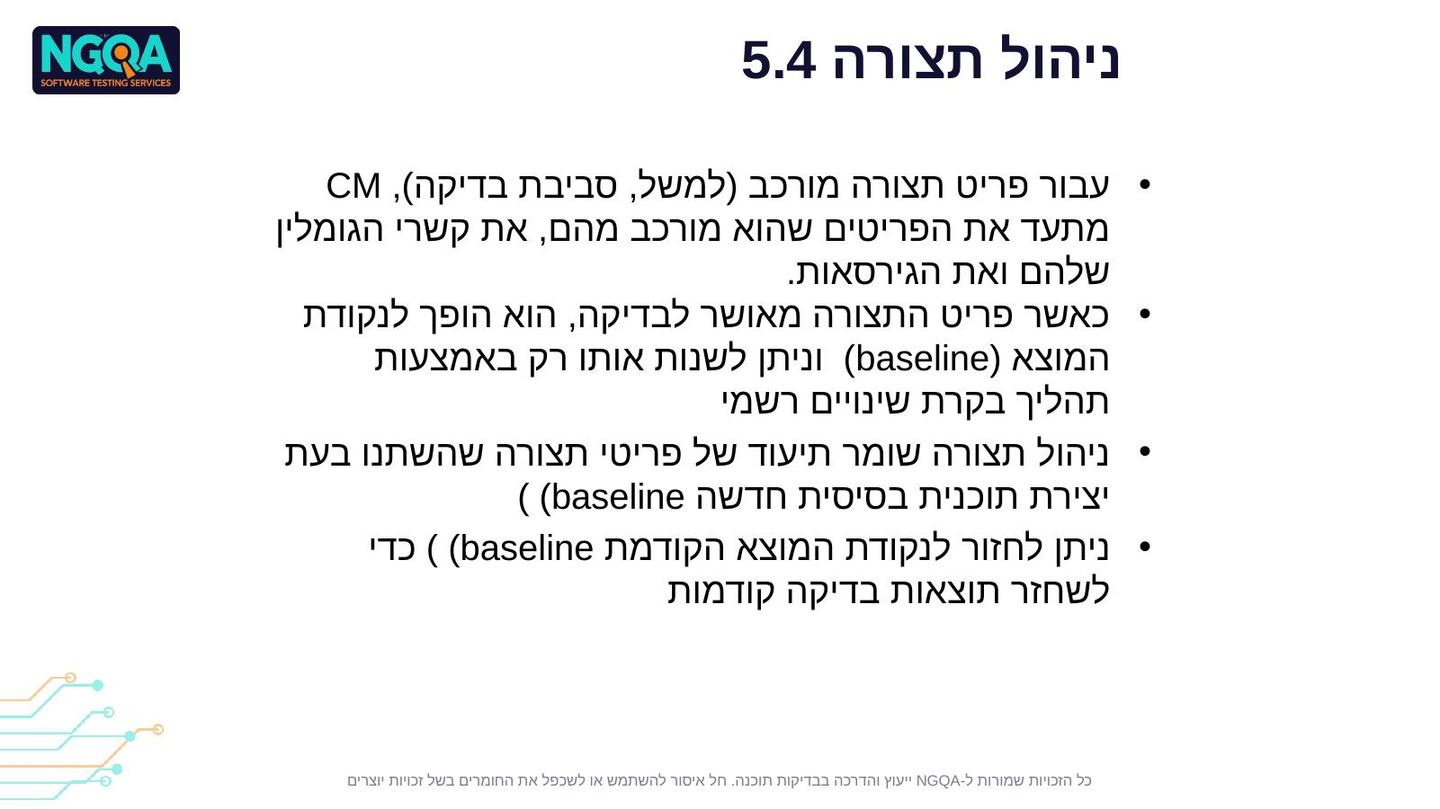 NGQA
SOFTWARE TESTING SERVICES
ניהול תצורה 5.4
• עבור פריט תצורה מורכב (למשל, סביבת בדיקה), CM
מתעד את הפריטים שהוא מורכב מהם, את קשרי הגומלין
שלהם ואת הגירסאות.
• כאשר פריט התצורה מאושר לבדיקה, הוא הופך לנקודת
המוצא (baseline) וניתן לשנות אותו רק באמצעות
תהליך בקרת שינויים רשמי
• ניהול תצורה שומר תיעוד של פריטי תצורה שהשתנו בעת
יצירת תוכנית בסיסית חדשה baseline) )
• ניתן לחזור לנקודת המוצא הקודמת baseline) ) כדי
לשחזר תוצאות בדיקה קודמות
כל הזכויות שמורות ל-NGQA ייעוץ והדרכה בבדיקות תוכנה. חל איסור להשתמש או לשכפל את החומרים בשל זכויות יוצרים